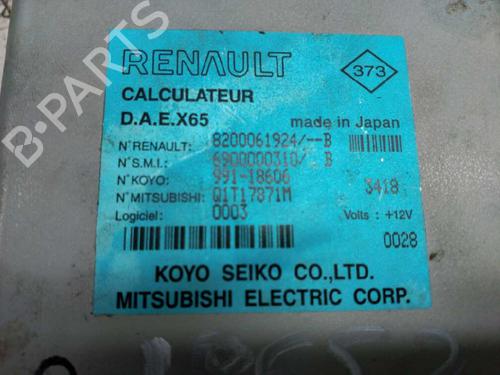 RENAULT
373
CALCULATEUR
D.A.E.X65
made in Japan
N°RENAULT: 8200061924/--B
N°S.M.I.: 6900000310/_B
N°KOYO: 991-18606
3418
N°MITSUBISHI: Q1T17871M
Logiciel: 0003
Volts: +12V
0028
KOYO SEIKO CO.,LTD.
MITSUBISHI ELECTRIC CORP.